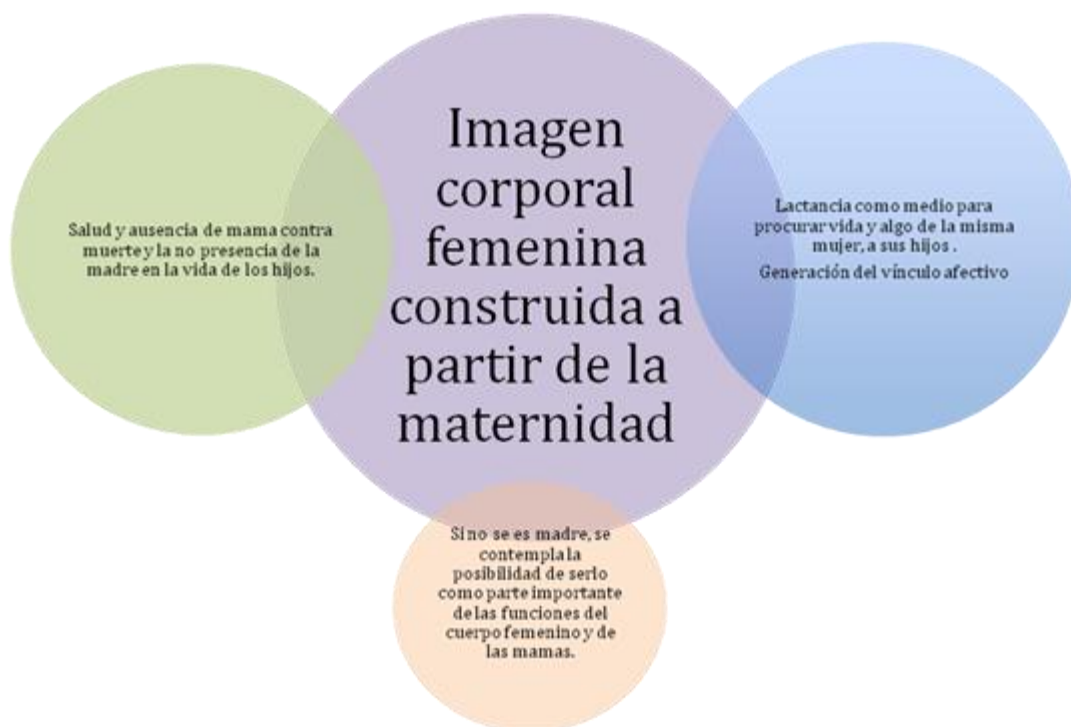 Imagen
corporal
femenina
construida a
partir de la
maternidad
Salud y ausencia de mama contra
muerte y la no presencia de la
madre en la vida de los hijos.
Lactancia como medio para
procurar vida y algo de la misma
mujer, a sus hijos .
Generación del vínculo afectivo
Si no se es madre, se
contempla la
posibilidad de serlo
como parte importante
de las funciones del
cuerpo femenino y de
las mamas.